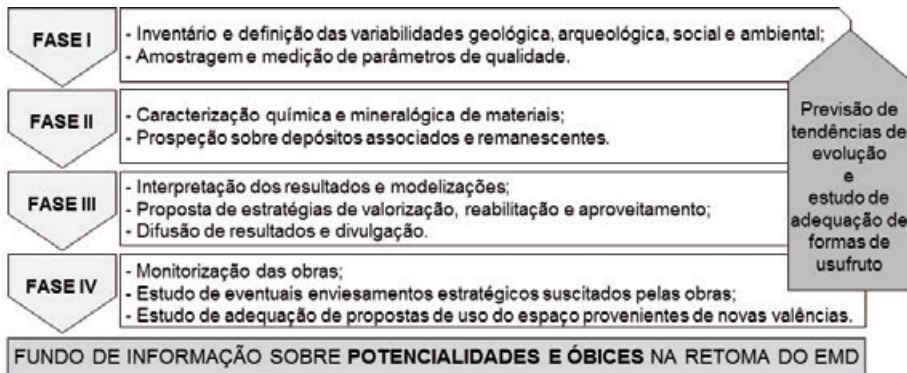 FASE I
- Inventário e definição das variabilidades geológica, arqueológica, social e ambiental;
- Amostragem e medição de parâmetros de qualidade.
FASE II
- Caracterização química e mineralógica de materiais;
- Prospeção sobre depósitos associados e remanescentes.
FASE III
- Interpretação dos resultados e modelizações;
- Proposta de estratégias de valorização, reabilitação e aproveitamento;
- Difusão de resultados e divulgação.
FASE IV
- Monitorização das obras;
- Estudo de eventuais enviesamentos estratégicos suscitados pelas obras;
- Estudo de adequação de propostas de uso do espaço provenientes de novas valências.
Previsão de
tendências de
evolução
e
estudo de
adequação de
formas de
usufruto
FUNDO DE INFORMAÇÃO SOBRE POTENCIALIDADES E ÓBICES NA RETOMA DO EMD